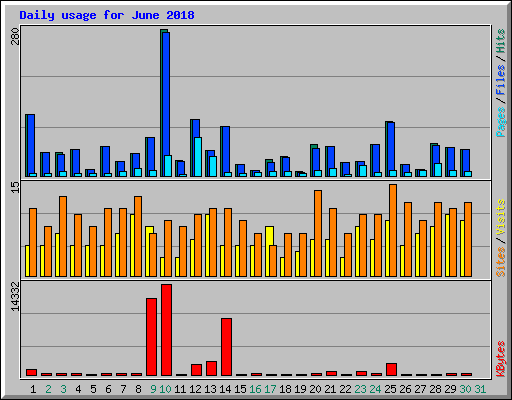 Daily usage for June 2018
280
Pages / Files / Hits
15
Sites / Visits
14332
KBytes
1 2 3 4 5 6 7 8 9 10 11 12 13 14 15 16 17 18 19 20 21 22 23 24 25 26 27 28 29 30 31